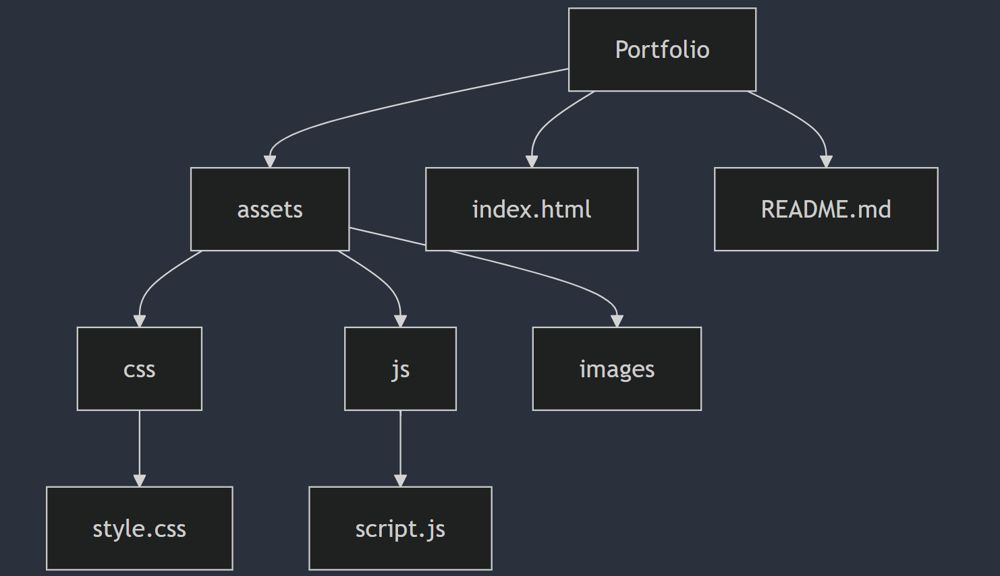 Portfolio
assets
index.html
README.md
css
js
images
style.css
script.js